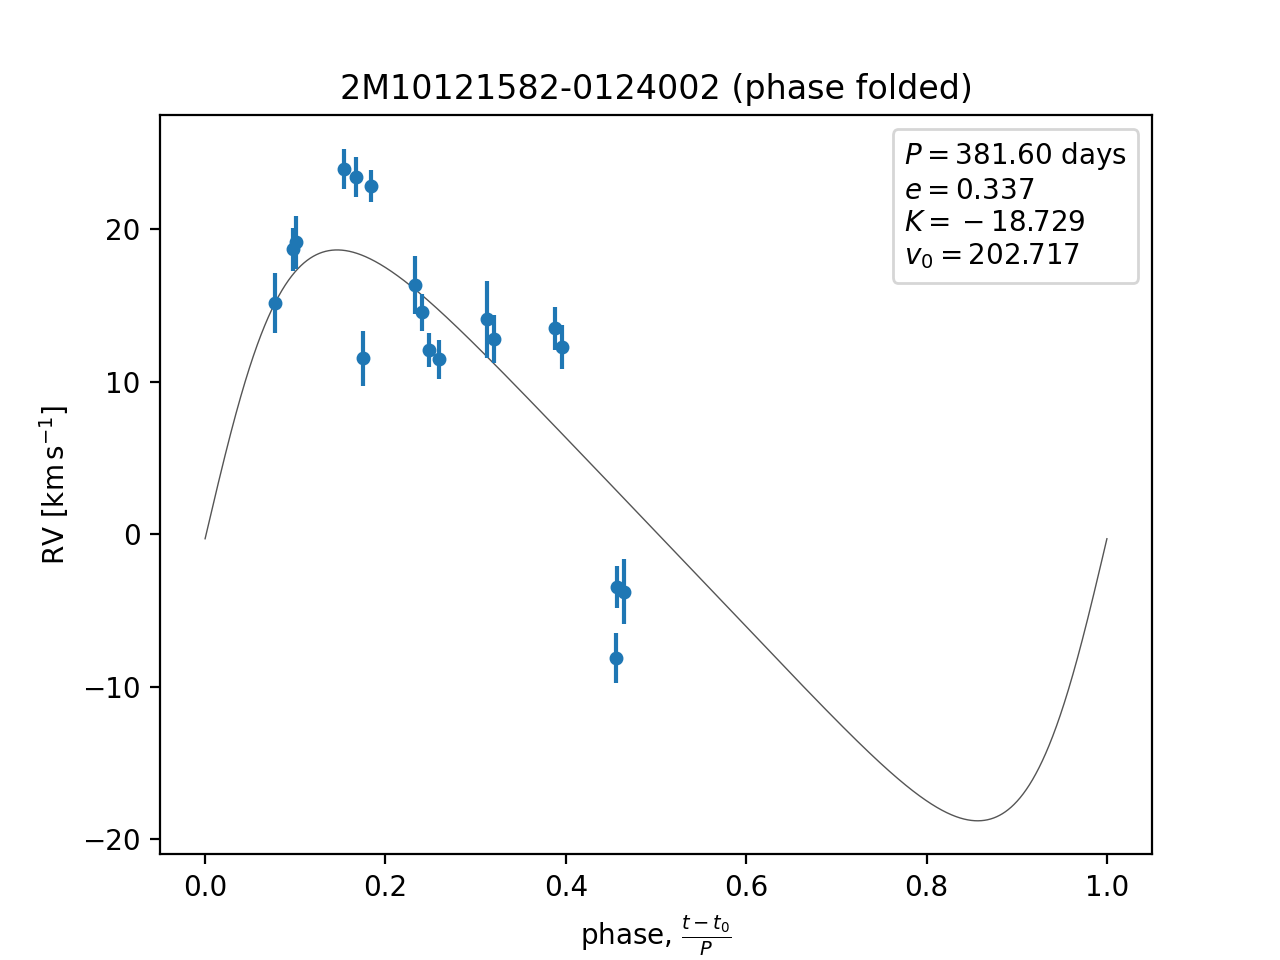 2M10121582-0124002 (phase folded)
P = 381.60 days
e = 0.337
K = −18.729
v₀ = 202.717
20
10
0
−10
−20
RV [km s⁻¹]
0.0 0.2 0.4 0.6 0.8 1.0
phase, (t − t₀)/P